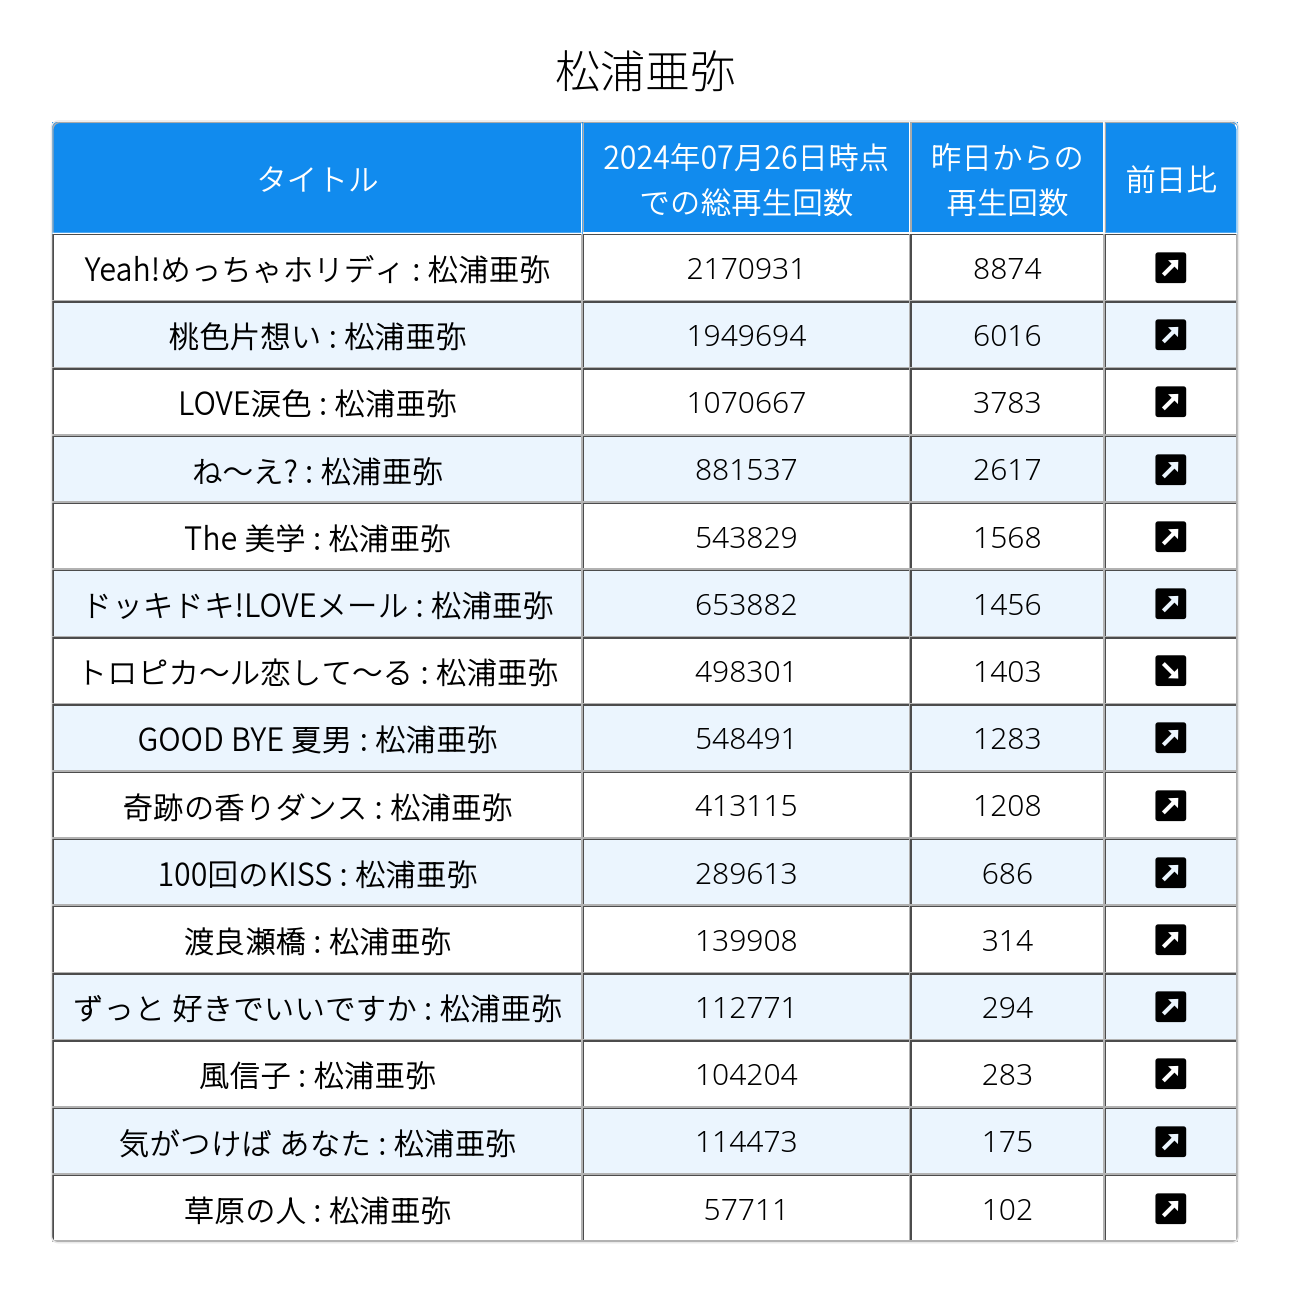 松浦亜弥
タイトル
2024年07月26日時点
での総再生回数
昨日からの
再生回数
前日比
Yeah!めっちゃホリディ : 松浦亜弥 2170931 8874
桃色片想い : 松浦亜弥 1949694 6016
LOVE涙色 : 松浦亜弥 1070667 3783
ね～え? : 松浦亜弥 881537 2617
The 美学 : 松浦亜弥 543829 1568
ドッキドキ!LOVEメール : 松浦亜弥 653882 1456
トロピカ～ル恋して～る : 松浦亜弥 498301 1403
GOOD BYE 夏男 : 松浦亜弥 548491 1283
奇跡の香りダンス : 松浦亜弥 413115 1208
100回のKISS : 松浦亜弥 289613 686
渡良瀬橋 : 松浦亜弥 139908 314
ずっと 好きでいいですか : 松浦亜弥 112771 294
風信子 : 松浦亜弥 104204 283
気がつけば あなた : 松浦亜弥 114473 175
草原の人 : 松浦亜弥 57711 102